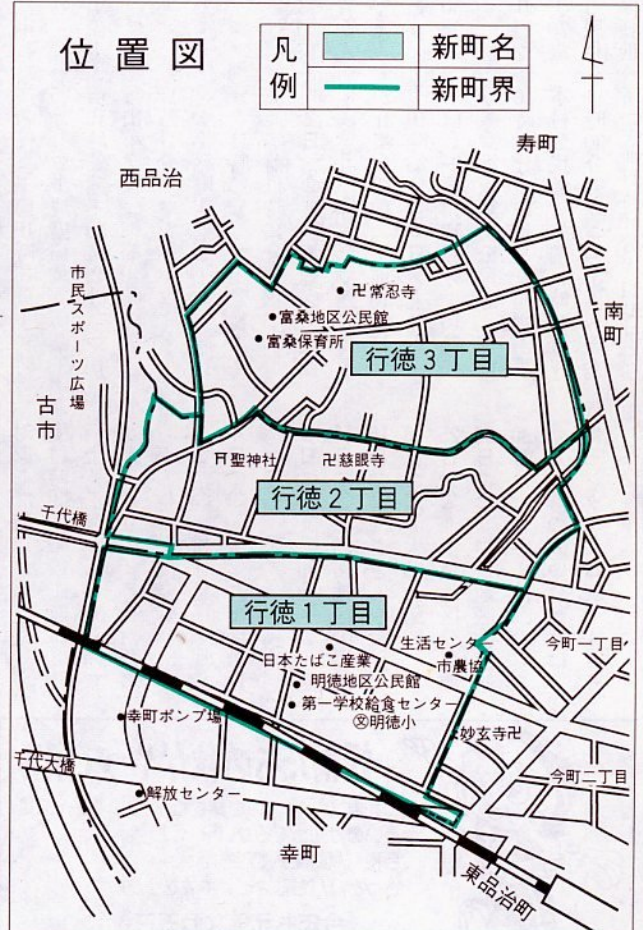 位置図
凡例
新町名
新町界
寿町
西品治
市民スポーツ広場
南町
古市
卍常忍寺
富桑地区公民館
富桑保育所
行徳3丁目
聖神社
卍慈眼寺
行徳2丁目
千代橋
行徳1丁目
日本たばこ産業
生活センター
市農協
今町一丁目
明徳地区公民館
第一学校給食センター
文明徳小
幸町ポンプ場
妙玄寺卍
千代大橋
今町二丁目
解放センター
幸町
東品治町